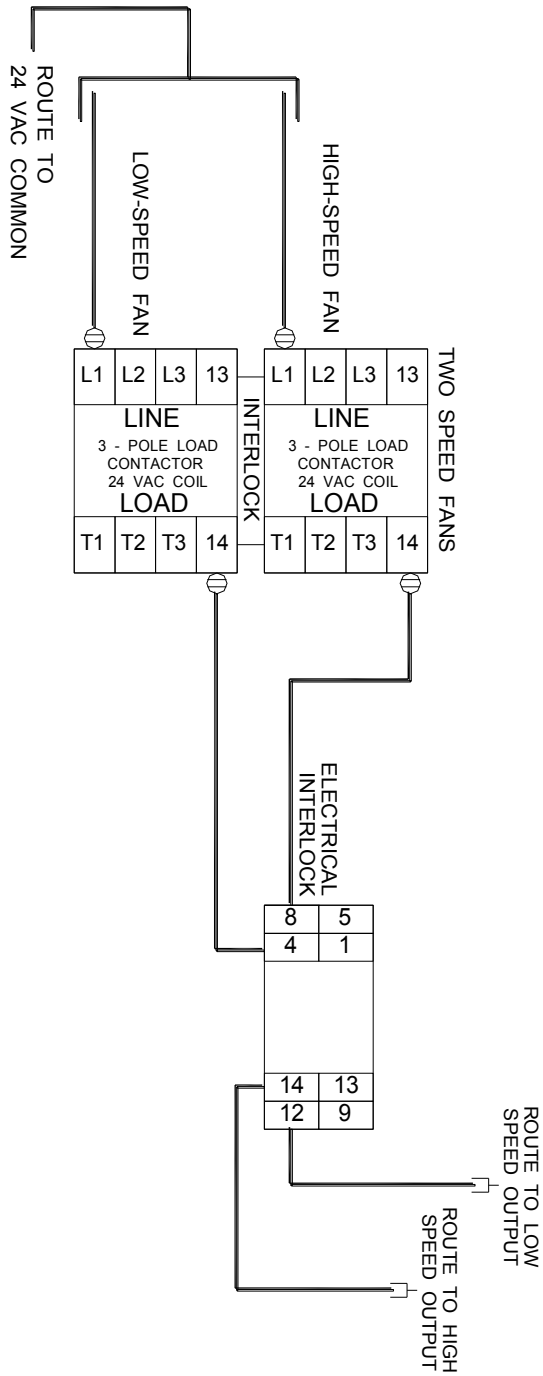 ROUTE TO
24 VAC COMMON
LOW-SPEED FAN
HIGH-SPEED FAN
TWO SPEED FANS
L1 L2 L3 13
LINE
3 - POLE LOAD
CONTACTOR
24 VAC COIL
LOAD
T1 T2 T3 14
INTERLOCK
L1 L2 L3 13
LINE
3 - POLE LOAD
CONTACTOR
24 VAC COIL
LOAD
T1 T2 T3 14
ELECTRICAL
INTERLOCK
8 5
4 1
14 13
12 9
ROUTE TO LOW
SPEED OUTPUT
ROUTE TO HIGH
SPEED OUTPUT